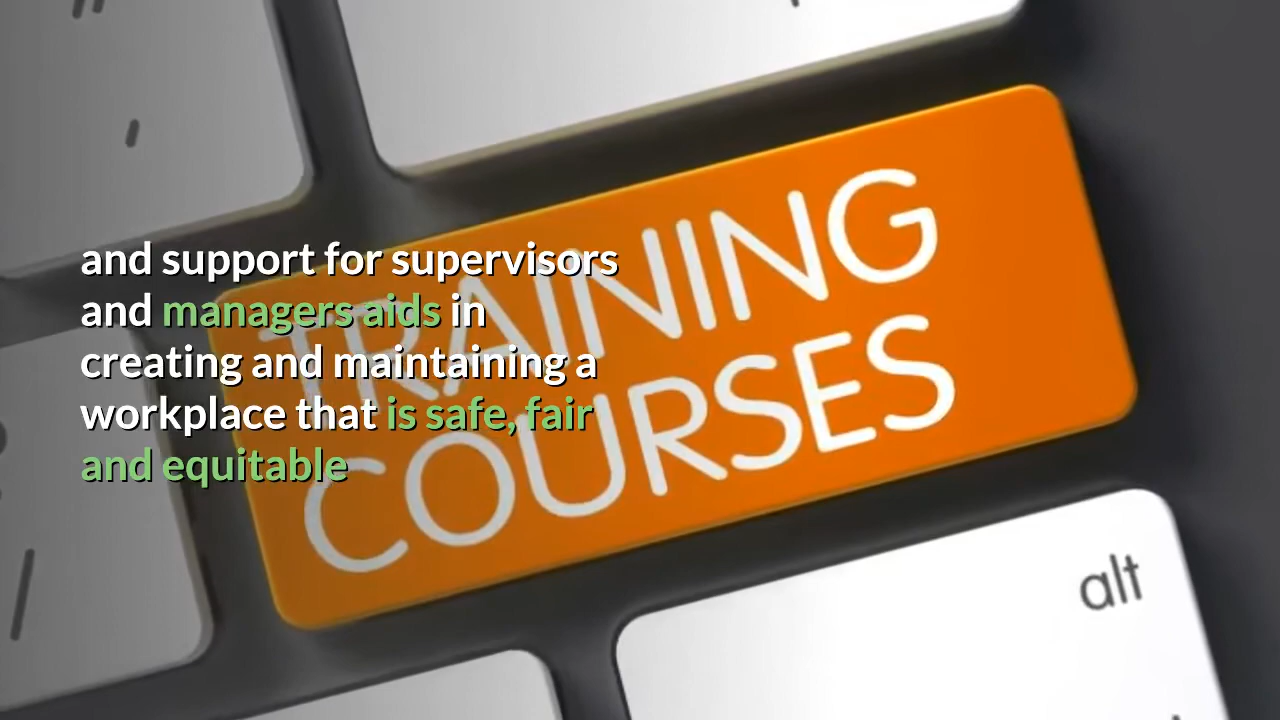 and support for supervisors
and managers aids in
creating and maintaining a
workplace that is safe, fair
and equitable
TRAINING
COURSES
alt